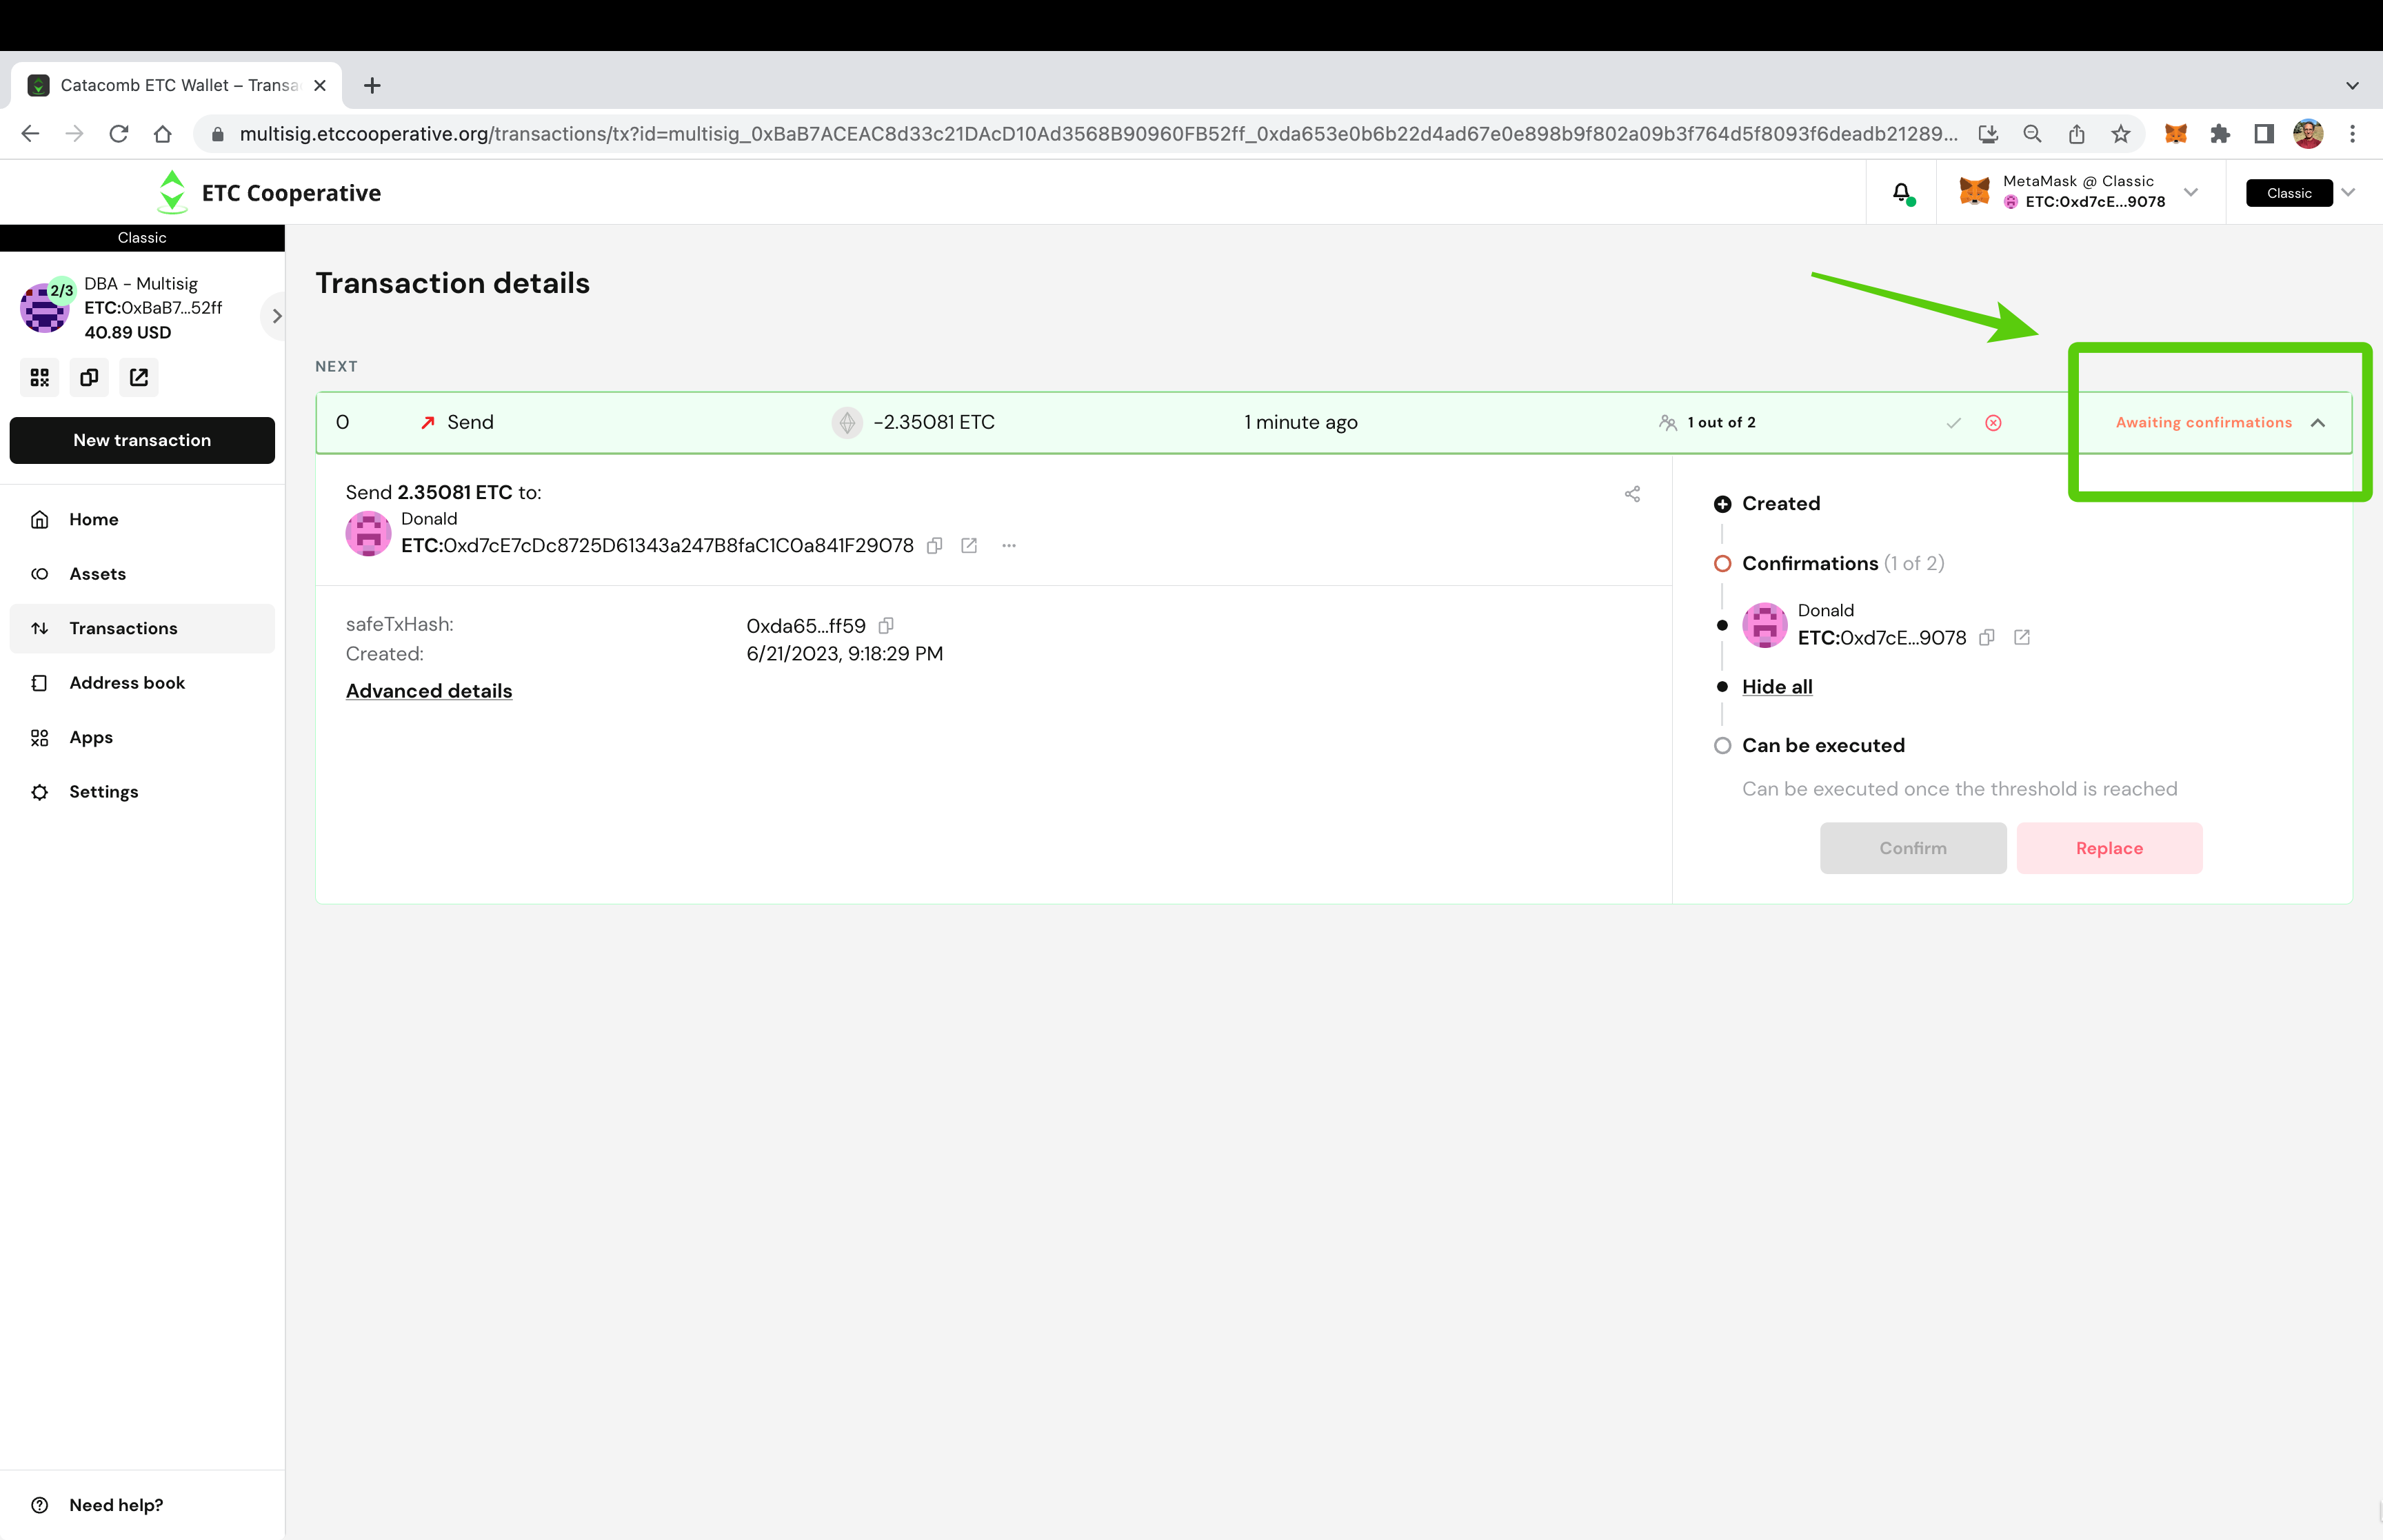 Catacomb ETC Wallet – Transa
multisig.etccooperative.org/transactions/tx?id=multisig_0xBaB7ACEAC8d33c21DAcD10Ad3568B90960FB52ff_0xda653e0b6b22d4ad67e0e898b9f802a09b3f764d5f8093f6deadb21289...
ETC Cooperative
MetaMask @ Classic
ETC:0xd7cE...9078
Classic
Classic
2/3
DBA - Multisig
ETC:0xBaB7...52ff
40.89 USD
New transaction
Home
Assets
Transactions
Address book
Apps
Settings
Need help?
Transaction details
NEXT
0 Send -2.35081 ETC 1 minute ago 1 out of 2 Awaiting confirmations
Send 2.35081 ETC to:
Donald
ETC:0xd7cE7cDc8725D61343a247B8faC1C0a841F29078
safeTxHash: 0xda65...ff59
Created: 6/21/2023, 9:18:29 PM
Advanced details
Created
Confirmations (1 of 2)
Donald
ETC:0xd7cE...9078
Hide all
Can be executed
Can be executed once the threshold is reached
Confirm Replace